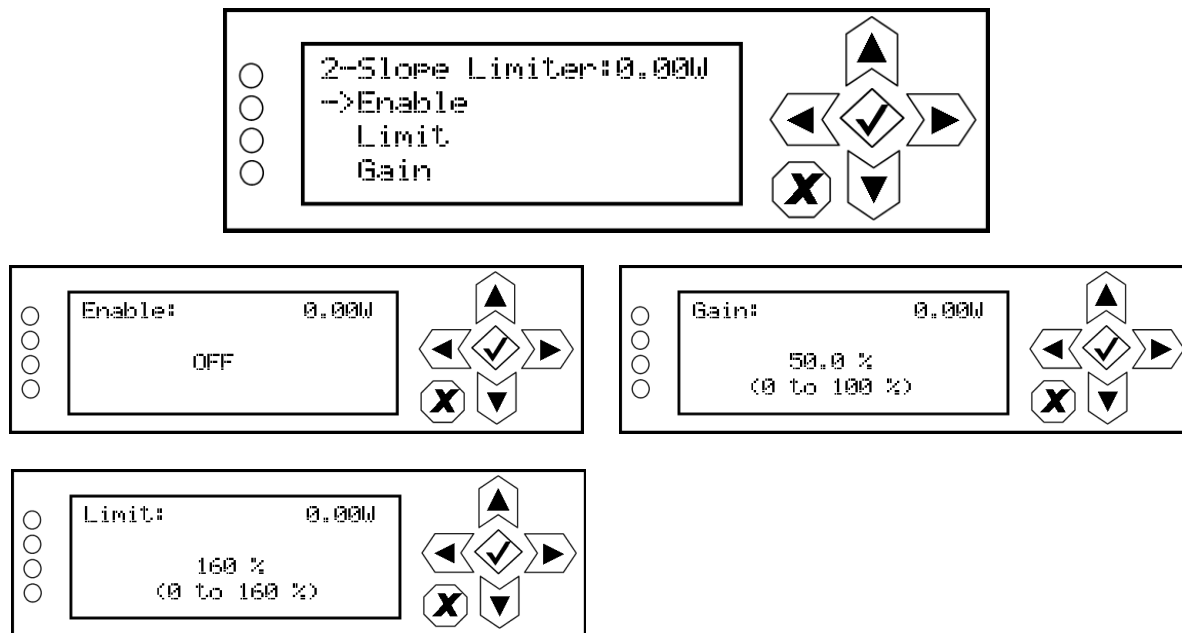 2-Slope Limiter:0.00W
->Enable
Limit
Gain
Enable: 0.00W
OFF
Gain: 0.00W
50.0 %
(0 to 100 %)
Limit: 0.00W
160 %
(0 to 160 %)